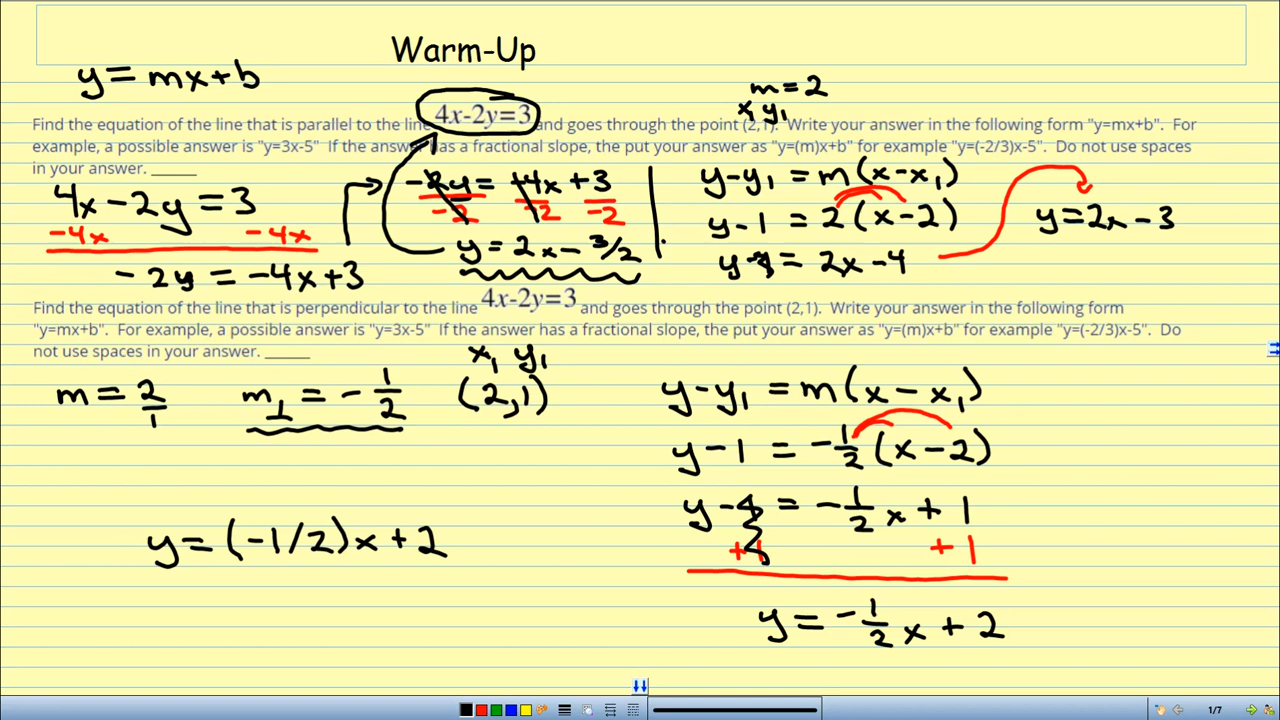 Warm-Up
y = mx+b
m = 2
x, y₁
Find the equation of the line that is parallel to the line 4x-2y=3 and goes through the point (2,1). Write your answer in the following form "y=mx+b". For
example, a possible answer is "y=3x-5" If the answer has a fractional slope, the put your answer as "y=(m)x+b" for example "y=(-2/3)x-5". Do not use spaces
in your answer. ______
4x-2y = 3
-4x -4x
-2y = -4x+3
-2y = +4x +3
-2 -2 -2
y = 2x - 3/2
y-y₁ = m(x-x₁)
y-1 = 2(x-2)
y-1 = 2x-4
y=2x-3
Find the equation of the line that is perpendicular to the line 4x-2y=3 and goes through the point (2,1). Write your answer in the following form
"y=mx+b". For example, a possible answer is "y=3x-5" If the answer has a fractional slope, the put your answer as "y=(m)x+b" for example "y=(-2/3)x-5". Do
not use spaces in your answer. ______
x₁ y₁
m = 2/1 m⊥ = -1/2 (2,1)
y=(-1/2)x+2
y-y₁ = m(x-x₁)
y-1 = -1/2(x-2)
y-1 = -1/2x+1
+1 +1
y = -1/2x+2
1/7